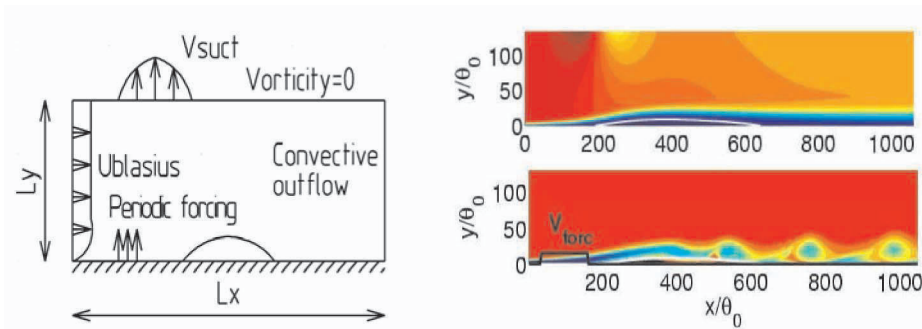 Vsuct
Vorticity=0
Ublasius
Convective
outflow
Periodic forcing
Ly
Lx
y/θ0
100
50
0
0 200 400 600 800 1000
y/θ0
100
50
0
Vforc
200 400 600 800 1000
x/θ0